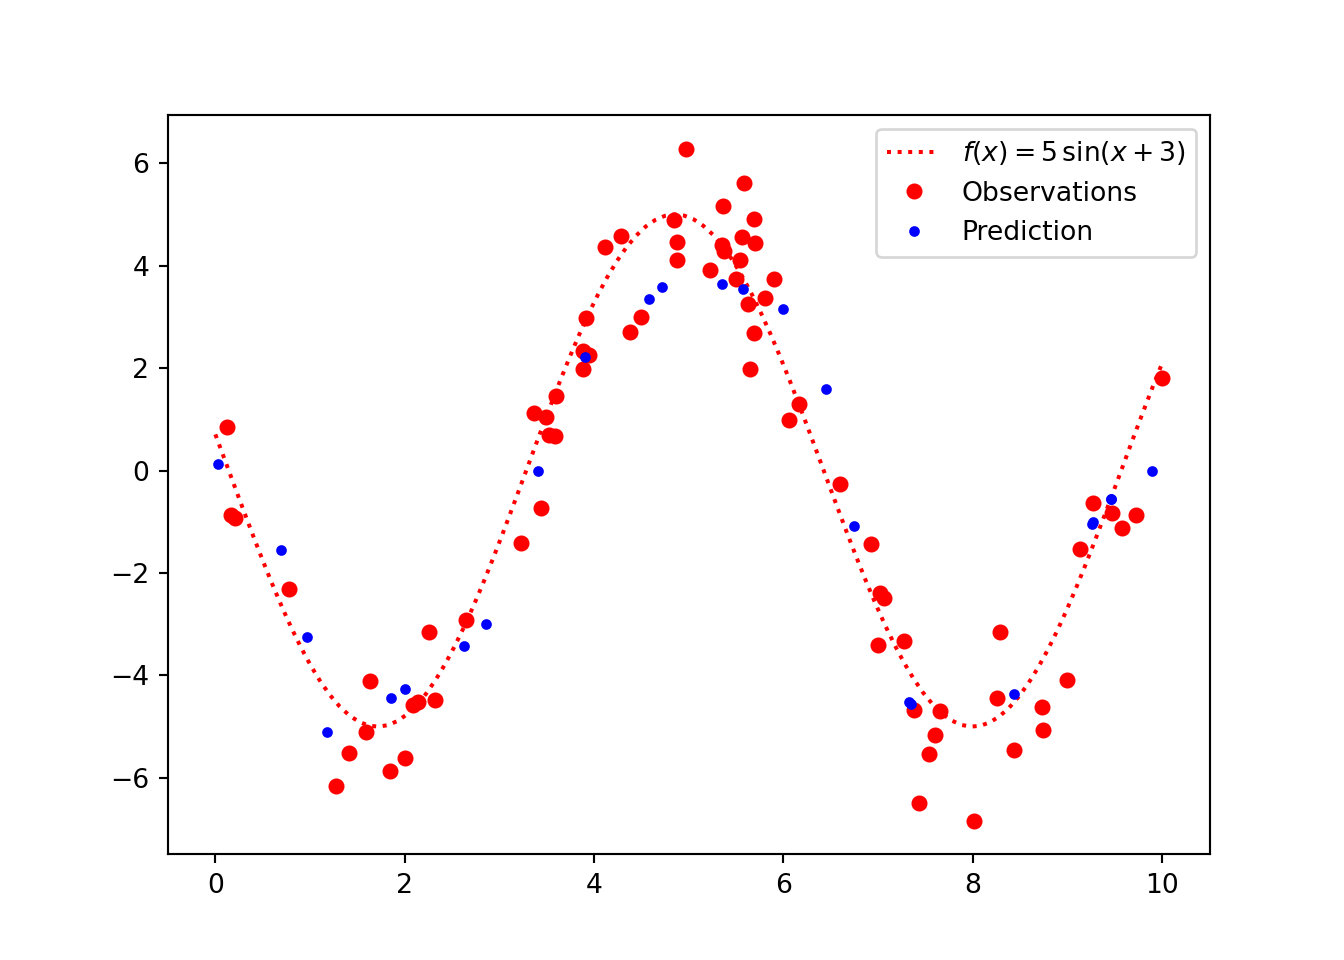 f(x) = 5 sin(x + 3)
Observations
Prediction
6
4
2
0
−2
−4
−6
0 2 4 6 8 10